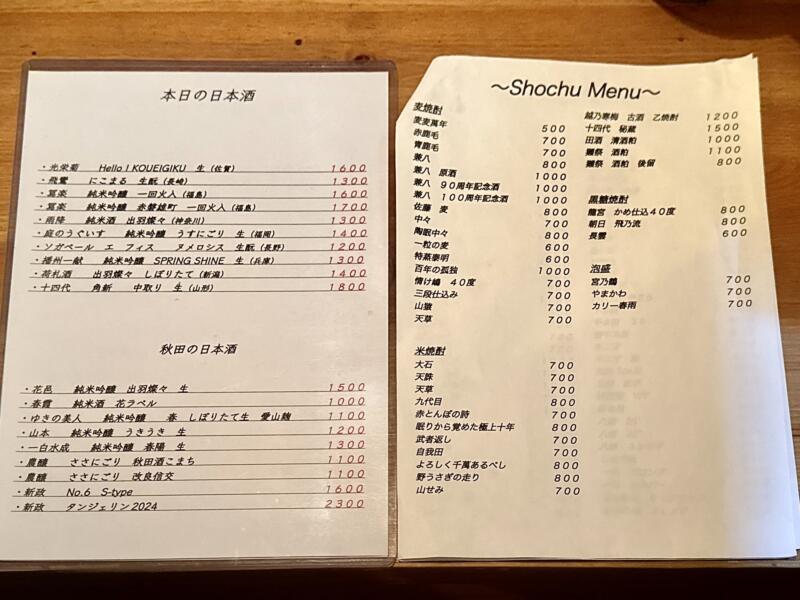 本日の日本酒
・光栄菊 Hello! KOUEIGIKU 生(佐賀) 1600
・飛鸞 にこまる 生酛(長崎) 1300
・冩楽 純米吟醸 一回火入(福島) 1600
・冩楽 純米吟醸 赤磐雄町 一回火入(福島) 1700
・雨降 純米酒 出羽燦々(神奈川) 1300
・庭のうぐいす 純米吟醸 うすにごり 生(福岡) 1400
・ソガペール エ フィス ヌメロシス 生酛(長野) 1200
・播州一献 純米吟醸 SPRING SHINE 生(兵庫) 1300
・荷札酒 出羽燦々 しぼりたて(新潟) 1400
・十四代 角新 中取り 生(山形) 1800
秋田の日本酒
・花邑 純米吟醸 出羽燦々 生 1500
・春霞 純米酒 花ラベル 1000
・ゆきの美人 純米吟醸 春 しぼりたて生 愛山麹 1100
・山本 純米吟醸 うきうき 生 1200
・一白水成 純米吟醸 春陽 生 1300
・農醸 ささにごり 秋田酒こまち 1100
・農醸 ささにごり 改良信交 1100
・新政 No.6 S-type 1600
・新政 タンジェリン2024 2300
～Shochu Menu～
麦焼酎
麦麦萬年 500
赤鹿毛 700
青鹿毛 700
兼八 800
兼八 原酒 1000
兼八 90周年記念酒 1000
兼八 100周年記念酒 1000
佐藤 麦 800
中々 700
陶眠中々 800
一粒の麦 600
特蒸泰明 600
百年の孤独 1000
情け嶋 40度 700
三段仕込み 700
山猿 700
天草 700
米焼酎
大石 700
天誅 700
天草 700
九代目 800
赤とんぼの詩 700
眠りから覚めた極上十年 800
武者返し 700
自我田 700
よろしく千萬あるべし 800
野うさぎの走り 800
山せみ 700
越乃寒梅 古酒 乙焼酎 1200
十四代 秘蔵 1500
田酒 清酒粕 1000
獺祭 酒粕 1100
獺祭 酒粕 後留 800
黒糖焼酎
龍宮 かめ仕込40度 800
朝日 飛乃流 800
長雲 600
泡盛
宮乃鶴 700
やまかわ 700
カリー春雨 700